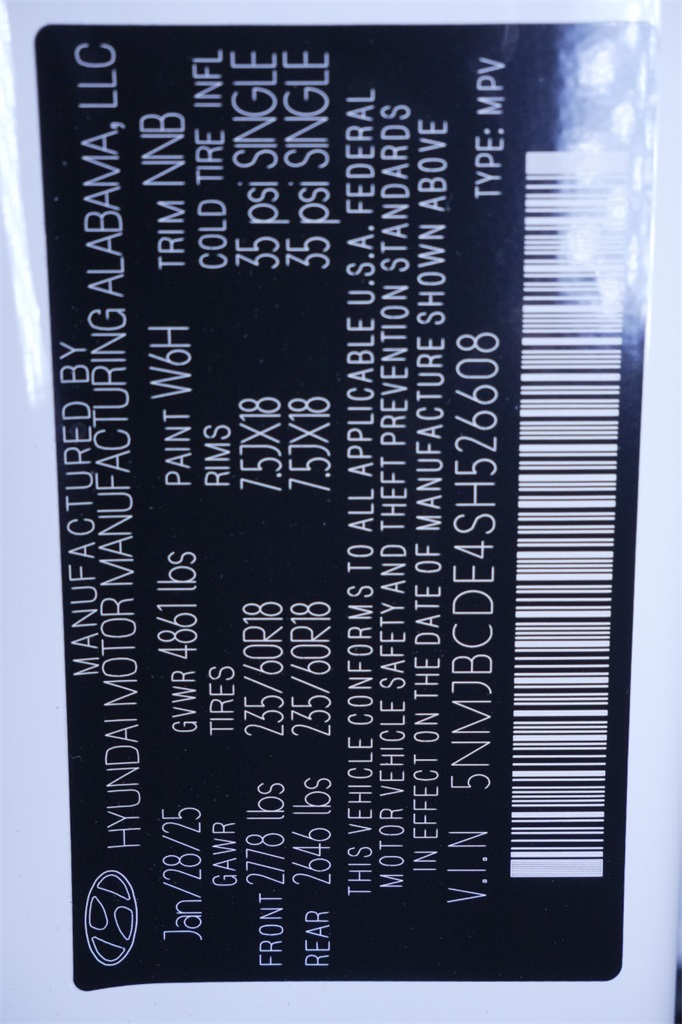 MANUFACTURED BY
HYUNDAI MOTOR MANUFACTURING ALABAMA, LLC
Jan/28/25 GVWR 4861 lbs PAINT W6H TRIM NNB
GAWR TIRES RIMS COLD TIRE INFL
FRONT 2778 lbs 235/60R18 7.5JX18 35 psi SINGLE
REAR 2646 lbs 235/60R18 7.5JX18 35 psi SINGLE
THIS VEHICLE CONFORMS TO ALL APPLICABLE U.S.A. FEDERAL
MOTOR VEHICLE SAFETY AND THEFT PREVENTION STANDARDS
IN EFFECT ON THE DATE OF MANUFACTURE SHOWN ABOVE
V.I.N 5NMJBCDE4SH526608
TYPE: MPV